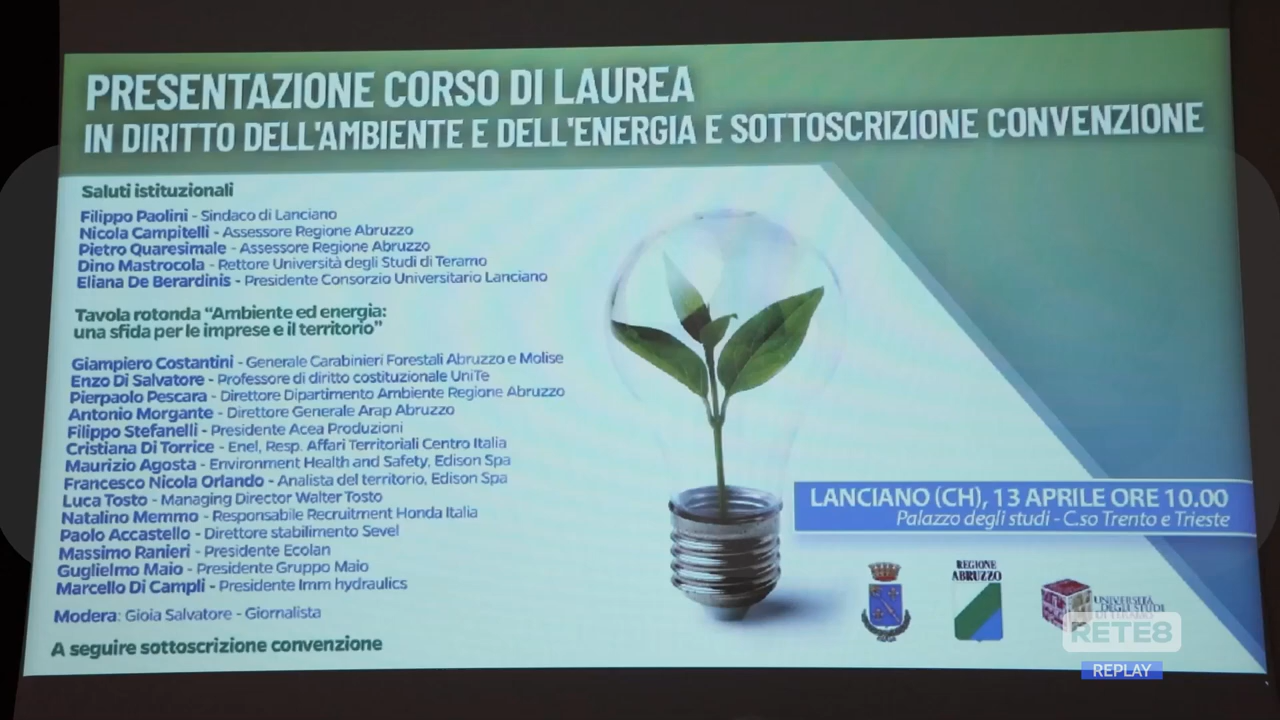 PRESENTAZIONE CORSO DI LAUREA
IN DIRITTO DELL'AMBIENTE E DELL'ENERGIA E SOTTOSCRIZIONE CONVENZIONE
Saluti istituzionali
Filippo Paolini - Sindaco di Lanciano
Nicola Campitelli - Assessore Regione Abruzzo
Pietro Quaresimale - Assessore Regione Abruzzo
Dino Mastrocola - Rettore Università degli Studi di Teramo
Eliana De Berardinis - Presidente Consorzio Universitario Lanciano
Tavola rotonda “Ambiente ed energia:
una sfida per le imprese e il territorio”
Giampiero Costantini - Generale Carabinieri Forestali Abruzzo e Molise
Enzo Di Salvatore - Professore di diritto costituzionale UniTe
Pierpaolo Pescara - Direttore Dipartimento Ambiente Regione Abruzzo
Antonio Morgante - Direttore Generale Arap Abruzzo
Filippo Stefanelli - Presidente Acea Produzioni
Cristiana Di Torrice - Enel, Resp. Affari Territoriali Centro Italia
Maurizio Agosta - Environment Health and Safety, Edison Spa
Francesco Nicola Orlando - Analista del territorio, Edison Spa
Luca Tosto - Managing Director Walter Tosto
Natalino Memmo - Responsabile Recruitment Honda Italia
Paolo Accastello - Direttore stabilimento Sevel
Massimo Ranieri - Presidente Ecolan
Guglielmo Maio - Presidente Gruppo Maio
Marcello Di Campli - Presidente Imm hydraulics
Modera: Gioia Salvatore - Giornalista
A seguire sottoscrizione convenzione
LANCIANO (CH), 13 APRILE ORE 10.00
Palazzo degli studi - C.so Trento e Trieste
REGIONE
ABRUZZO
UNIVERSITÀ
DEGLI STUDI
DI TERAMO
RETE8
REPLAY